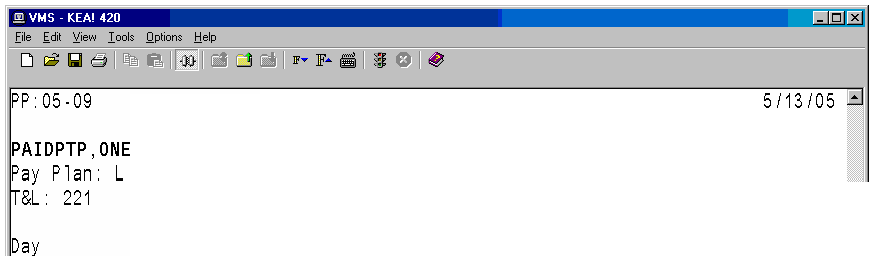 VMS - KEA! 420
File Edit View Tools Options Help
PP:05-09 5/13/05
PAIDPTP,ONE
Pay Plan: L
T&L: 221
Day